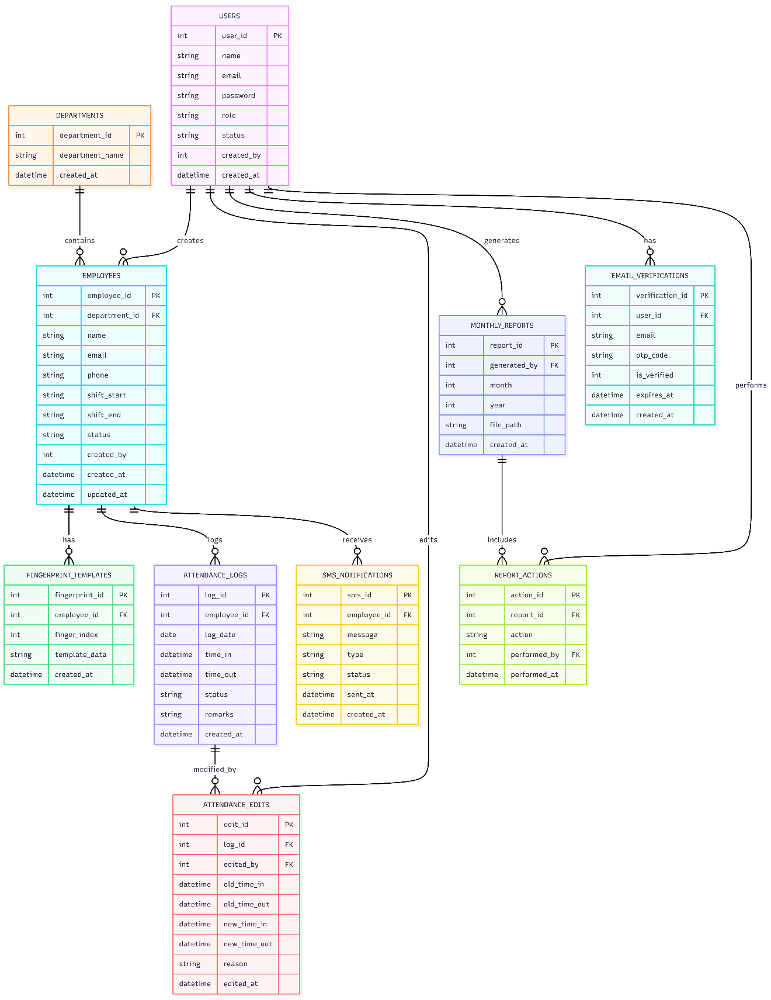 USERS
int user_id PK
string name
string email
string password
string role
string status
int created_by
datetime created_at
DEPARTMENTS
int department_id PK
string department_name
datetime created_at
contains
creates
generates
has
EMPLOYEES
int employee_id PK
int department_id FK
string name
string email
string phone
string shift_start
string shift_end
string status
int created_by
datetime created_at
datetime updated_at
EMAIL_VERIFICATIONS
int verification_id PK
int user_id FK
string email
string otp_code
int is_verified
datetime expires_at
datetime created_at
MONTHLY_REPORTS
int report_id PK
int generated_by FK
int month
int year
string file_path
datetime created_at
performs
has
logs
receives
edits
includes
FINGERPRINT_TEMPLATES
int fingerprint_id PK
int employee_id FK
int finger_index
string template_data
datetime created_at
ATTENDANCE_LOGS
int log_id PK
int employee_id FK
date log_date
datetime time_in
datetime time_out
string status
string remarks
datetime created_at
SMS_NOTIFICATIONS
int sms_id PK
int employee_id FK
string message
string type
string status
datetime sent_at
datetime created_at
REPORT_ACTIONS
int action_id PK
int report_id FK
string action
int performed_by FK
datetime performed_at
modified_by
ATTENDANCE_EDITS
int edit_id PK
int log_id FK
int edited_by FK
datetime old_time_in
datetime old_time_out
datetime new_time_in
datetime new_time_out
string reason
datetime edited_at